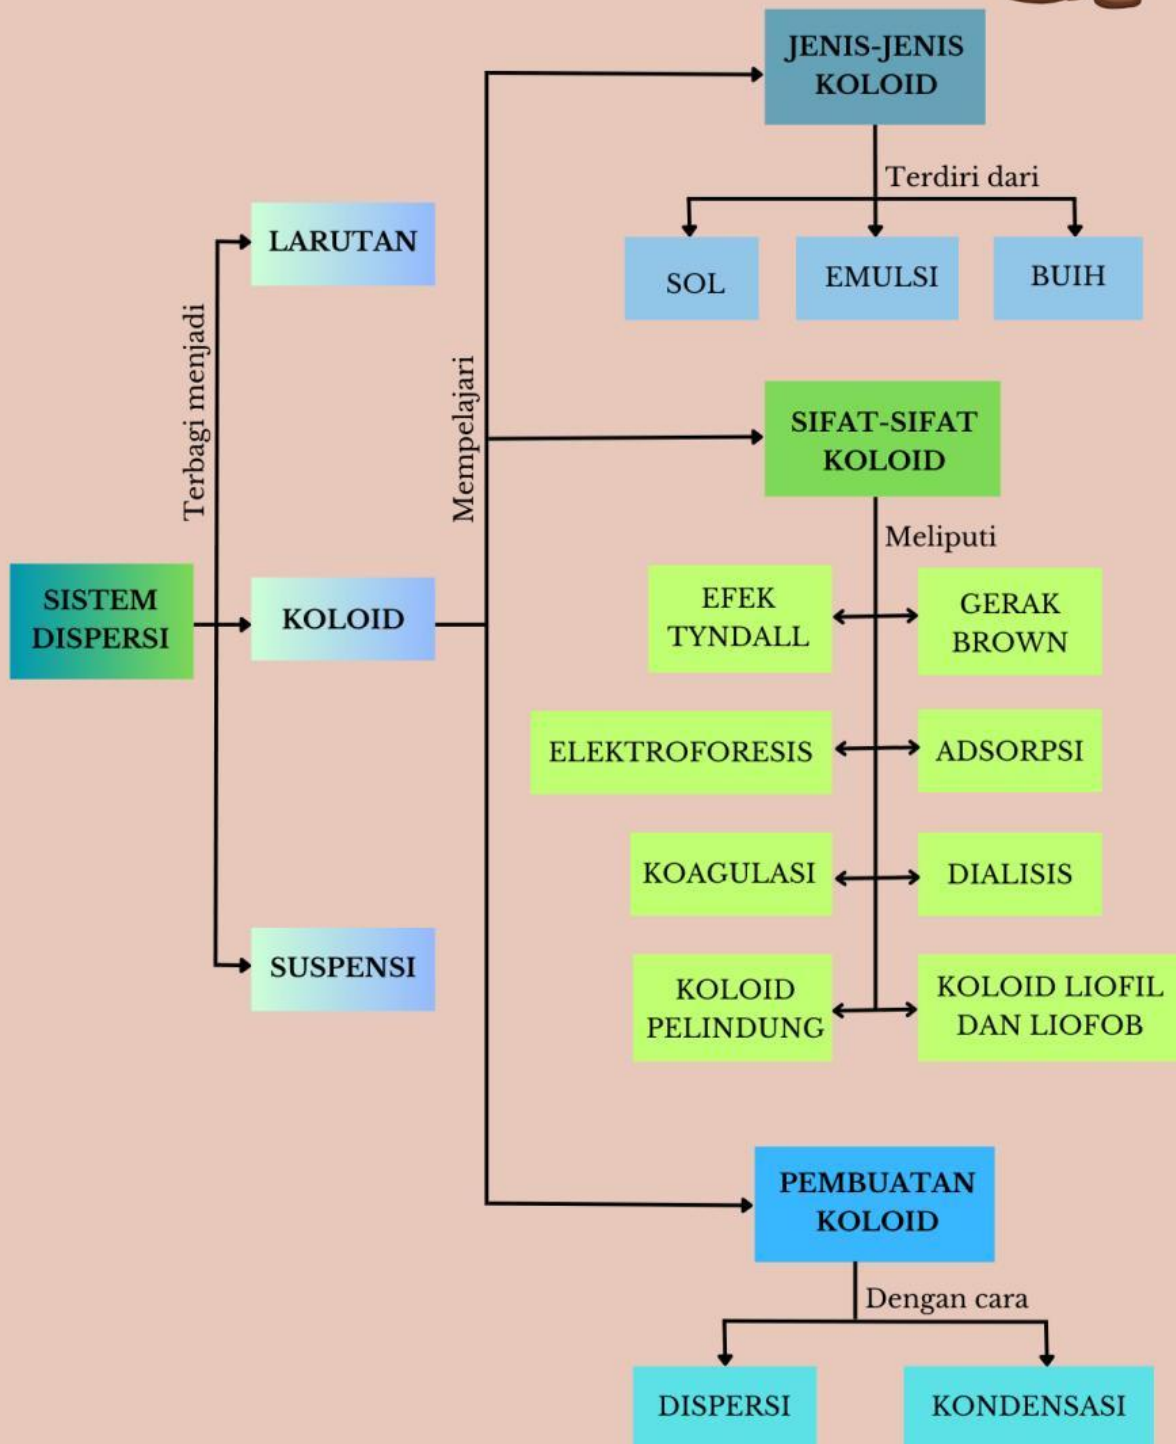 JENIS-JENIS
KOLOID
Terdiri dari
SOL
EMULSI
BUIH
LARUTAN
Terbagi menjadi
Mempelajari
SIFAT-SIFAT
KOLOID
Meliputi
SISTEM
DISPERSI
KOLOID
EFEK
TYNDALL
GERAK
BROWN
ELEKTROFORESIS
ADSORPSI
KOAGULASI
DIALISIS
SUSPENSI
KOLOID
PELINDUNG
KOLOID LIOFIL
DAN LIOFOB
PEMBUATAN
KOLOID
Dengan cara
DISPERSI
KONDENSASI